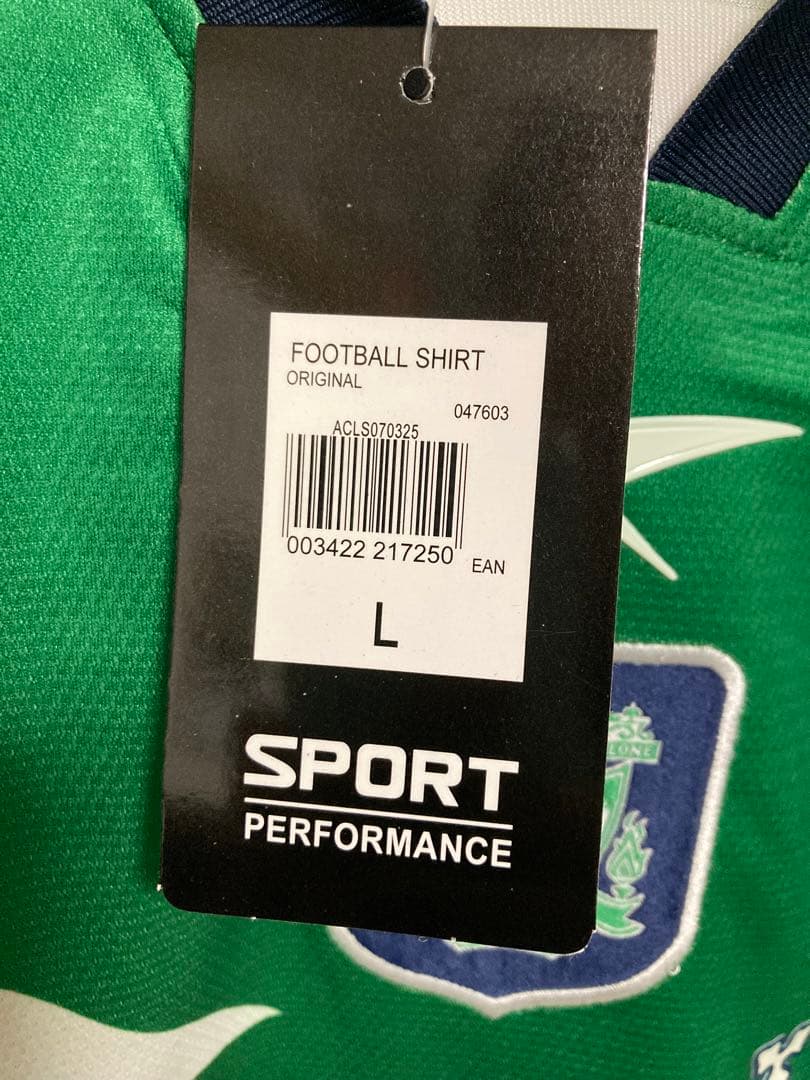 FOOTBALL SHIRT
ORIGINAL
047603
ACLS070325
003422 217250
EAN
L
SPORT
PERFORMANCE